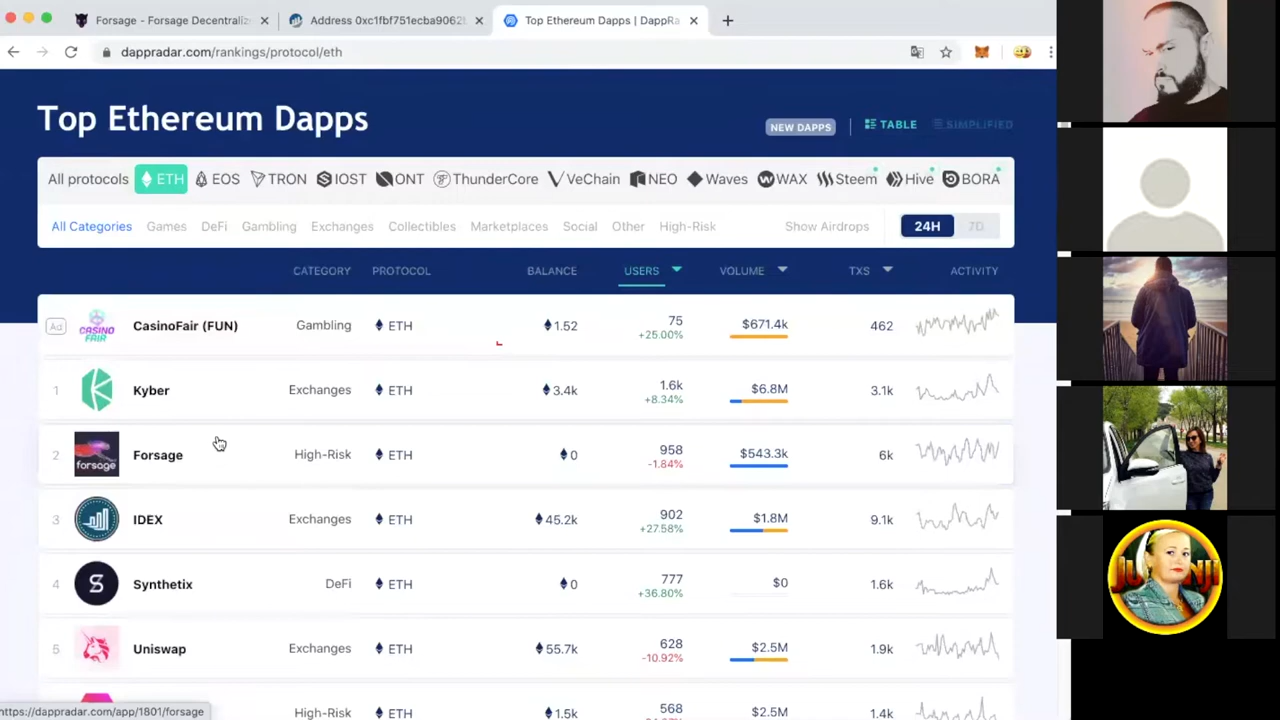 Forsage - Forsage Decentraliz
Address 0xc1fbf751ecba9062
Top Ethereum Dapps | DappRa
dappradar.com/rankings/protocol/eth
Top Ethereum Dapps
NEW DAPPS
TABLE
SIMPLIFIED
All protocols ETH EOS TRON IOST ONT ThunderCore VeChain NEO Waves WAX Steem Hive BORA
All Categories Games DeFi Gambling Exchanges Collectibles Marketplaces Social Other High-Risk Show Airdrops 24H 7D
CATEGORY PROTOCOL BALANCE USERS VOLUME TXS ACTIVITY
Ad CASINO FAIR CasinoFair (FUN) Gambling ETH 1.52 75 $671.4k 462
+25.00%
1 Kyber Exchanges ETH 3.4k 1.6k $6.8M 3.1k
+8.34%
2 forsage Forsage High-Risk ETH 0 958 $543.3k 6k
-1.84%
3 IDEX Exchanges ETH 45.2k 902 $1.8M 9.1k
+27.58%
4 S Synthetix DeFi ETH 0 777 $0 1.6k
+36.80%
5 Uniswap Exchanges ETH 55.7k 628 $2.5M 1.9k
-10.92%
High-Risk ETH 1.5k 568 $2.5M 1.4k
https://dappradar.com/app/1801/forsage